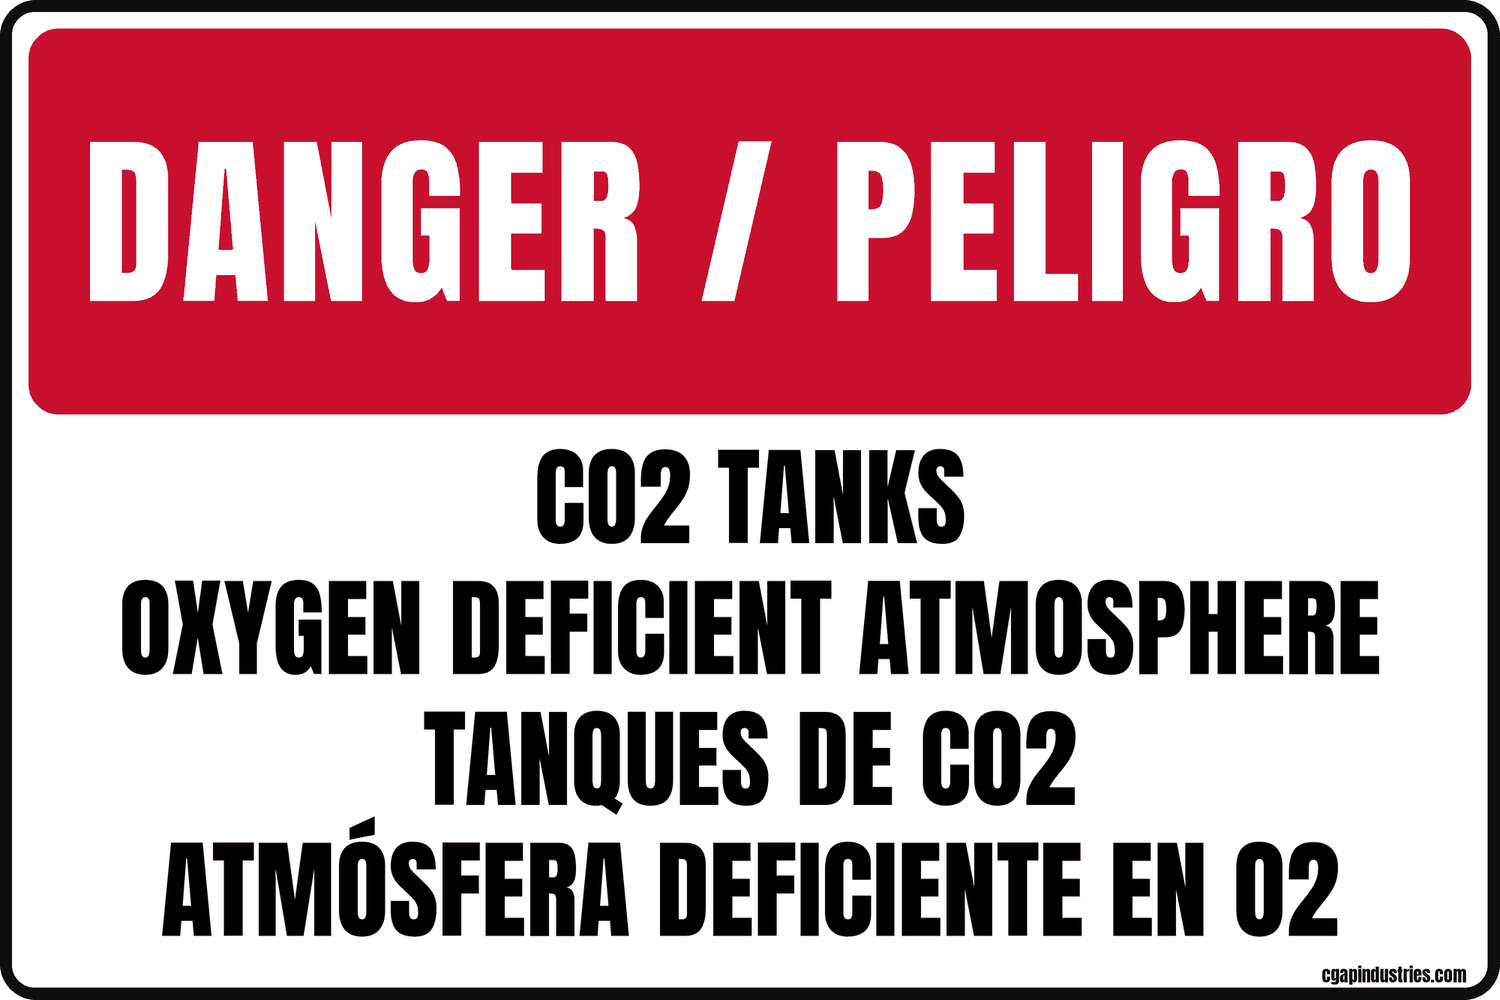 DANGER / PELIGRO
CO2 TANKS
OXYGEN DEFICIENT ATMOSPHERE
TANQUES DE CO2
ATMÓSFERA DEFICIENTE EN O2
cgapindustries.com